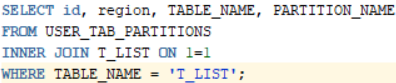 SELECT id, region, TABLE_NAME, PARTITION_NAME
FROM USER_TAB_PARTITIONS
INNER JOIN T_LIST ON 1=1
WHERE TABLE_NAME = 'T_LIST';